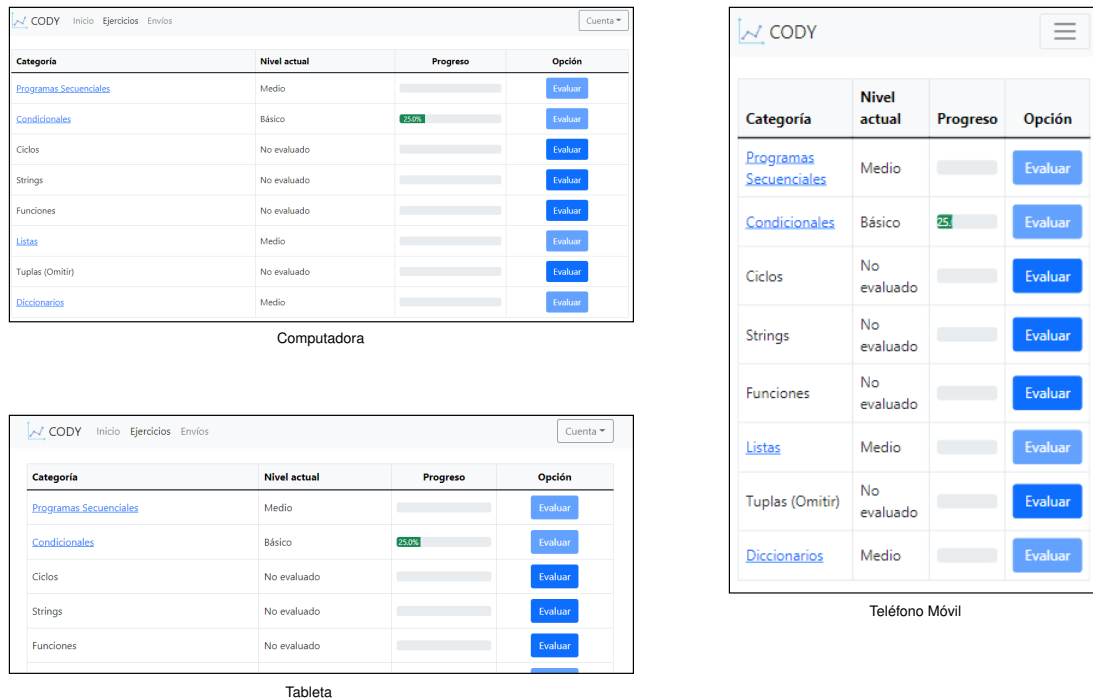 CODY Inicio Ejercicios Envíos Cuenta
Categoría Nivel actual Progreso Opción
Programas Secuenciales Medio Evaluar
Condicionales Básico 25.0% Evaluar
Ciclos No evaluado Evaluar
Strings No evaluado Evaluar
Funciones No evaluado Evaluar
Listas Medio Evaluar
Tuplas (Omitir) No evaluado Evaluar
Diccionarios Medio Evaluar
Computadora
CODY Inicio Ejercicios Envíos Cuenta
Categoría Nivel actual Progreso Opción
Programas Secuenciales Medio Evaluar
Condicionales Básico 25.0% Evaluar
Ciclos No evaluado Evaluar
Strings No evaluado Evaluar
Funciones No evaluado Evaluar
Tableta
CODY
Nivel
Categoría actual Progreso Opción
Programas
Secuenciales Medio Evaluar
Condicionales Básico 25. Evaluar
Ciclos No
evaluado Evaluar
Strings No
evaluado Evaluar
Funciones No
evaluado Evaluar
Listas Medio Evaluar
Tuplas (Omitir) No
evaluado Evaluar
Diccionarios Medio Evaluar
Teléfono Móvil